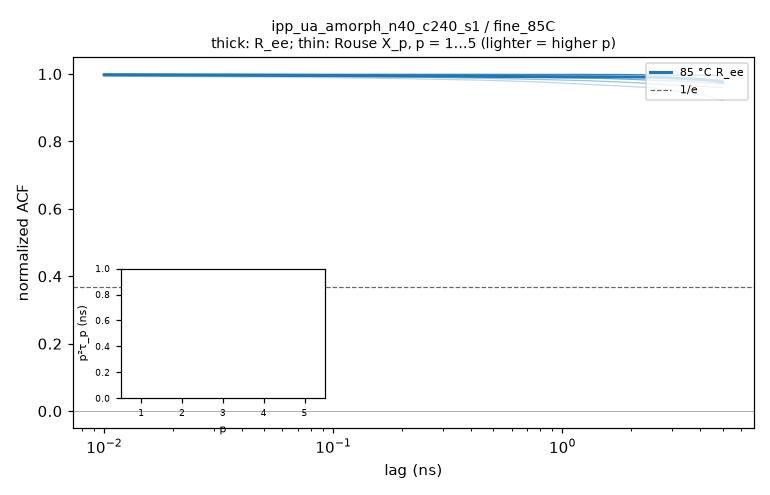 ipp_ua_amorph_n40_c240_s1 / fine_85C
thick: R_ee; thin: Rouse X_p, p = 1…5 (lighter = higher p)
85 °C R_ee
1/e
normalized ACF
1.0
0.8
0.6
0.4
0.2
0.0
p²τ_p (ns)
1.0
0.8
0.6
0.4
0.2
0.0
1 2 3 4 5
p
10⁻² 10⁻¹ 10⁰
lag (ns)